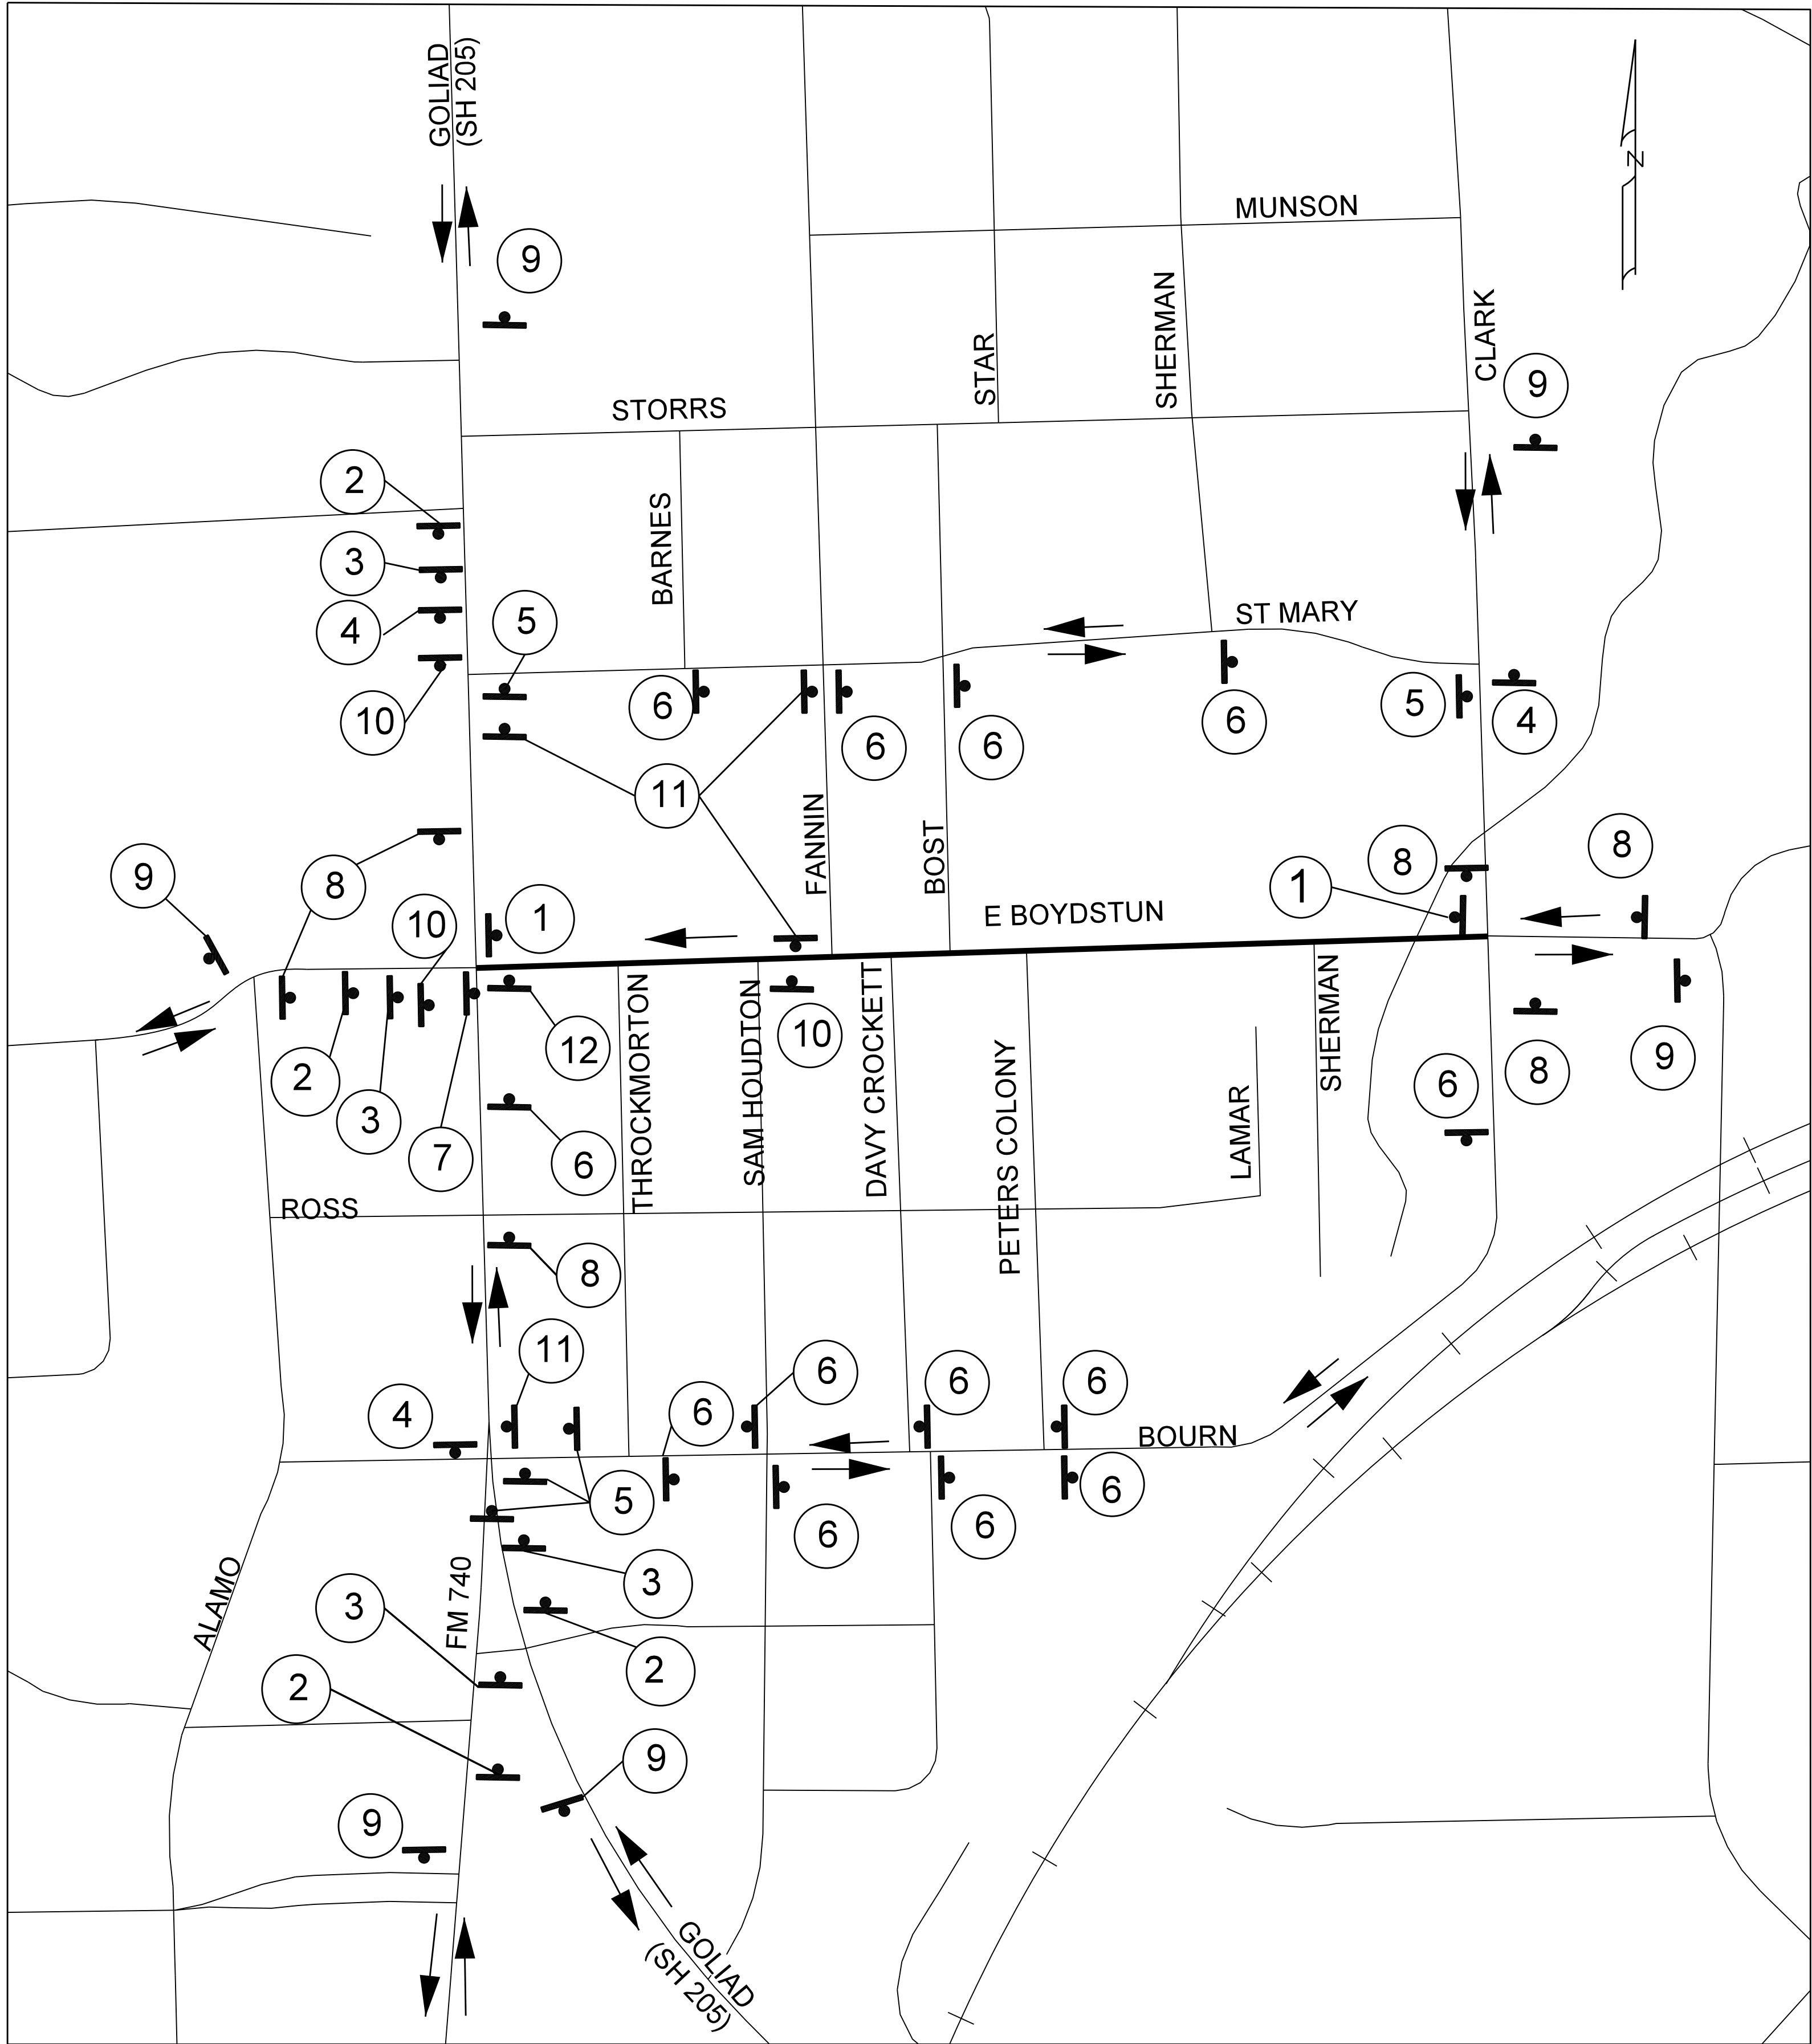 GOLIAD
(SH 205)
N
MUNSON
9
STAR
SHERMAN
CLARK
9
STORRS
2
BARNES
3
4
5
ST MARY
10
6
6
6
6
5
4
11
FANNIN
BOST
9
8
10
1
E BOYDSTUN
1
8
8
2
3
7
12
6
THROCKMORTON
SAM HOUDTON
10
DAVY CROCKETT
PETERS COLONY
LAMAR
SHERMAN
6
8
9
ROSS
8
11
4
6
6
6
6
BOURN
5
6
6
6
ALAMO
FM 740
3
3
2
2
9
9
GOLIAD
(SH 205)